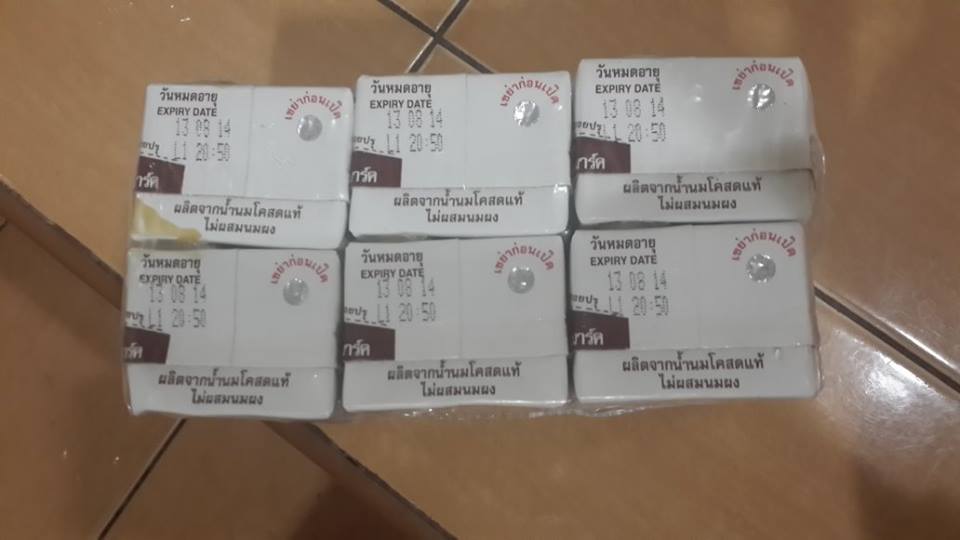 วันหมดอายุ
EXPIRY DATE
13 08 14
L1 20:50
เขย่าก่อนเปิด
ผลิตจากน้ำนมโคสดแท้
ไม่ผสมนมผง
วันหมดอายุ
EXPIRY DATE
13 08 14
L1 20:50
เขย่าก่อนเปิด
ผลิตจากน้ำนมโคสดแท้
ไม่ผสมนมผง
วันหมดอายุ
EXPIRY DATE
13 08 14
L1 20:50
เขย่าก่อนเปิด
ผลิตจากน้ำนมโคสดแท้
ไม่ผสมนมผง
วันหมดอายุ
EXPIRY DATE
13 08 14
L1 20:50
เขย่าก่อนเปิด
ผลิตจากน้ำนมโคสดแท้
ไม่ผสมนมผง
วันหมดอายุ
EXPIRY DATE
13 08 14
L1 20:50
เขย่าก่อนเปิด
ผลิตจากน้ำนมโคสดแท้
ไม่ผสมนมผง
วันหมดอายุ
EXPIRY DATE
13 08 14
L1 20:50
เขย่าก่อนเปิด
ผลิตจากน้ำนมโคสดแท้
ไม่ผสมนมผง